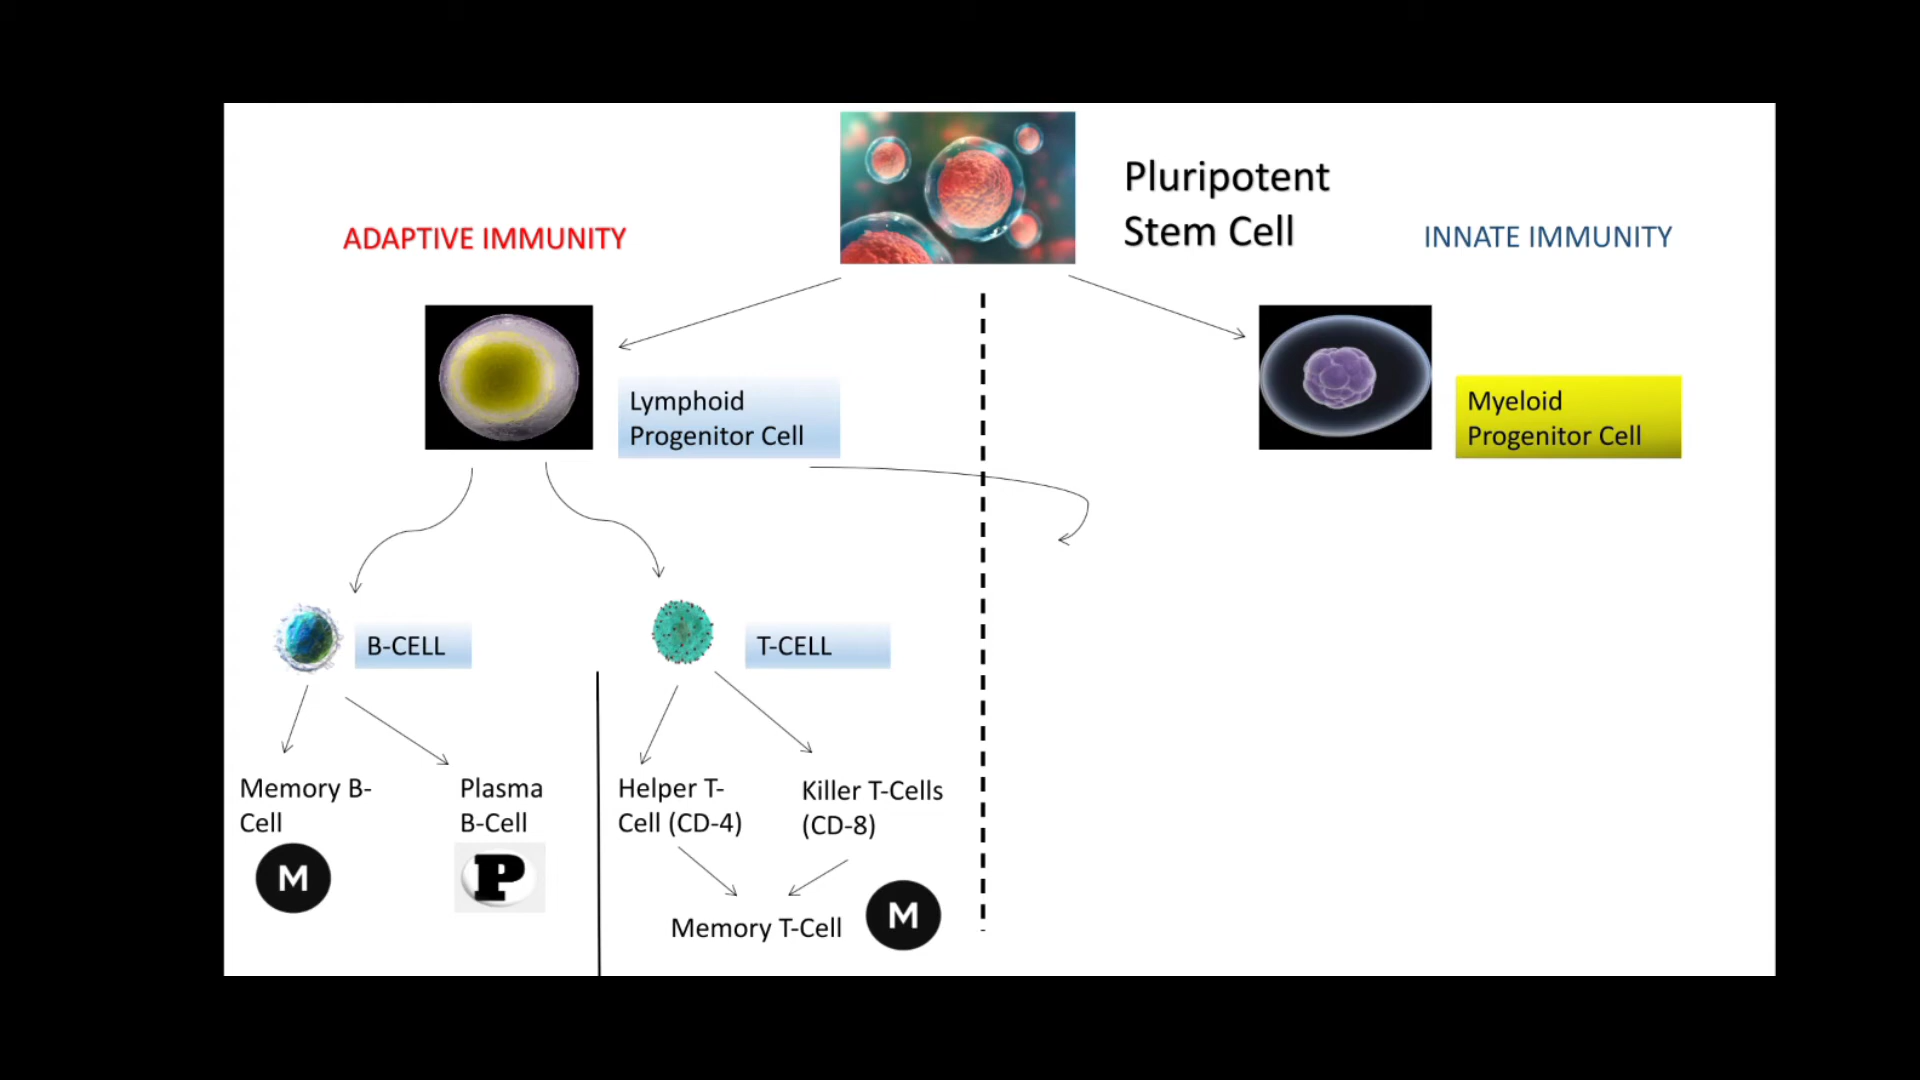 Pluripotent
Stem Cell
ADAPTIVE IMMUNITY
INNATE IMMUNITY
Lymphoid
Progenitor Cell
Myeloid
Progenitor Cell
B-CELL
T-CELL
Memory B-
Cell
Plasma
B-Cell
Helper T-
Cell (CD-4)
Killer T-Cells
(CD-8)
M
P
Memory T-Cell
M